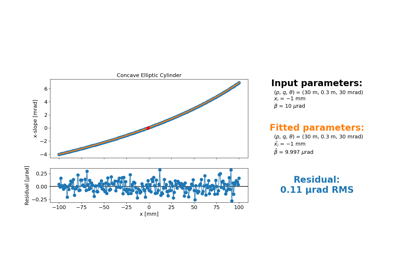 Concave Elliptic Cylinder
x-slope [mrad]
6
4
2
0
−2
−4
Residual [μrad]
0.25
0.00
−0.25
−100
−75
−50
−25
0
25
50
75
100
x [mm]
Input parameters:
(p, q, θ) = (30 m, 0.3 m, 30 mrad)
xᵢ = −1 mm
β = 10 μrad
Fitted parameters:
(p̂, q̂, θ̂) = (30 m, 0.3 m, 30 mrad)
x̂ᵢ = −1 mm
β̂ = 9.997 μrad
Residual:
0.11 μrad RMS